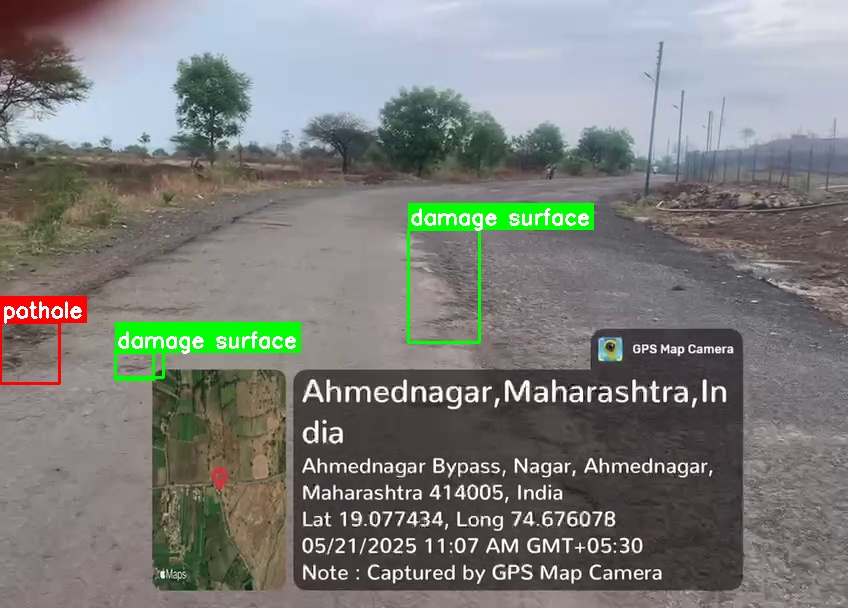 damage surface
pothole
damage surface
GPS Map Camera
Ahmednagar,Maharashtra,In
dia
Ahmednagar Bypass, Nagar, Ahmednagar,
Maharashtra 414005, India
Lat 19.077434, Long 74.676078
05/21/2025 11:07 AM GMT+05:30
Note : Captured by GPS Map Camera
Maps